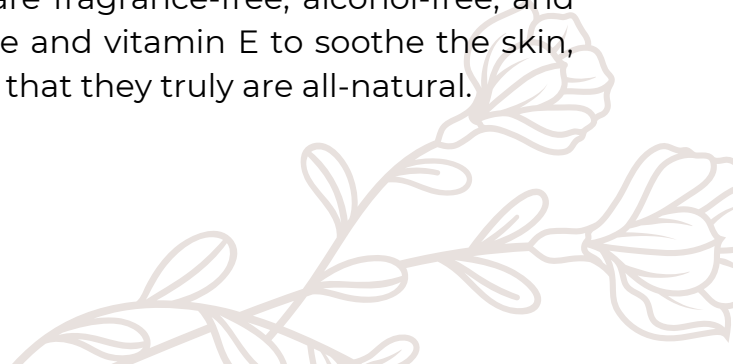 are fragrance-free, alcohol-free, and
e and vitamin E to soothe the skin,
that they truly are all-natural.